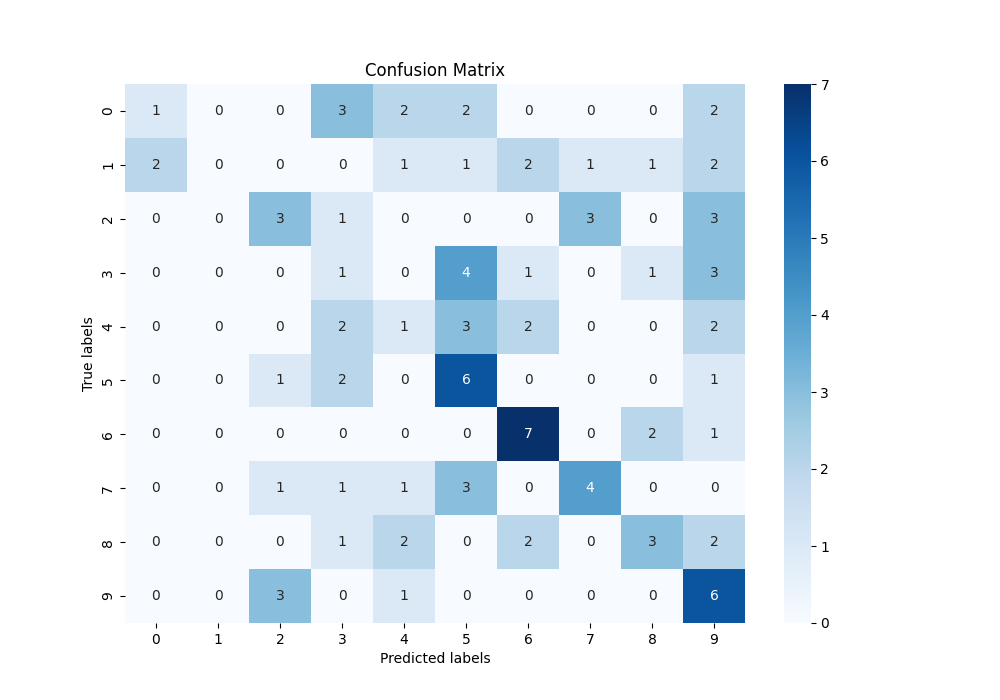 Confusion Matrix
0 1 0 0 3 2 2 0 0 0 2
1 2 0 0 0 1 1 2 1 1 2
2 0 0 3 1 0 0 0 3 0 3
3 0 0 0 1 0 4 1 0 1 3
4 0 0 0 2 1 3 2 0 0 2
5 0 0 1 2 0 6 0 0 0 1
6 0 0 0 0 0 0 7 0 2 1
7 0 0 1 1 1 3 0 4 0 0
8 0 0 0 1 2 0 2 0 3 2
9 0 0 3 0 1 0 0 0 0 6
0 1 2 3 4 5 6 7 8 9
Predicted labels
True labels
7
6
5
4
3
2
1
0